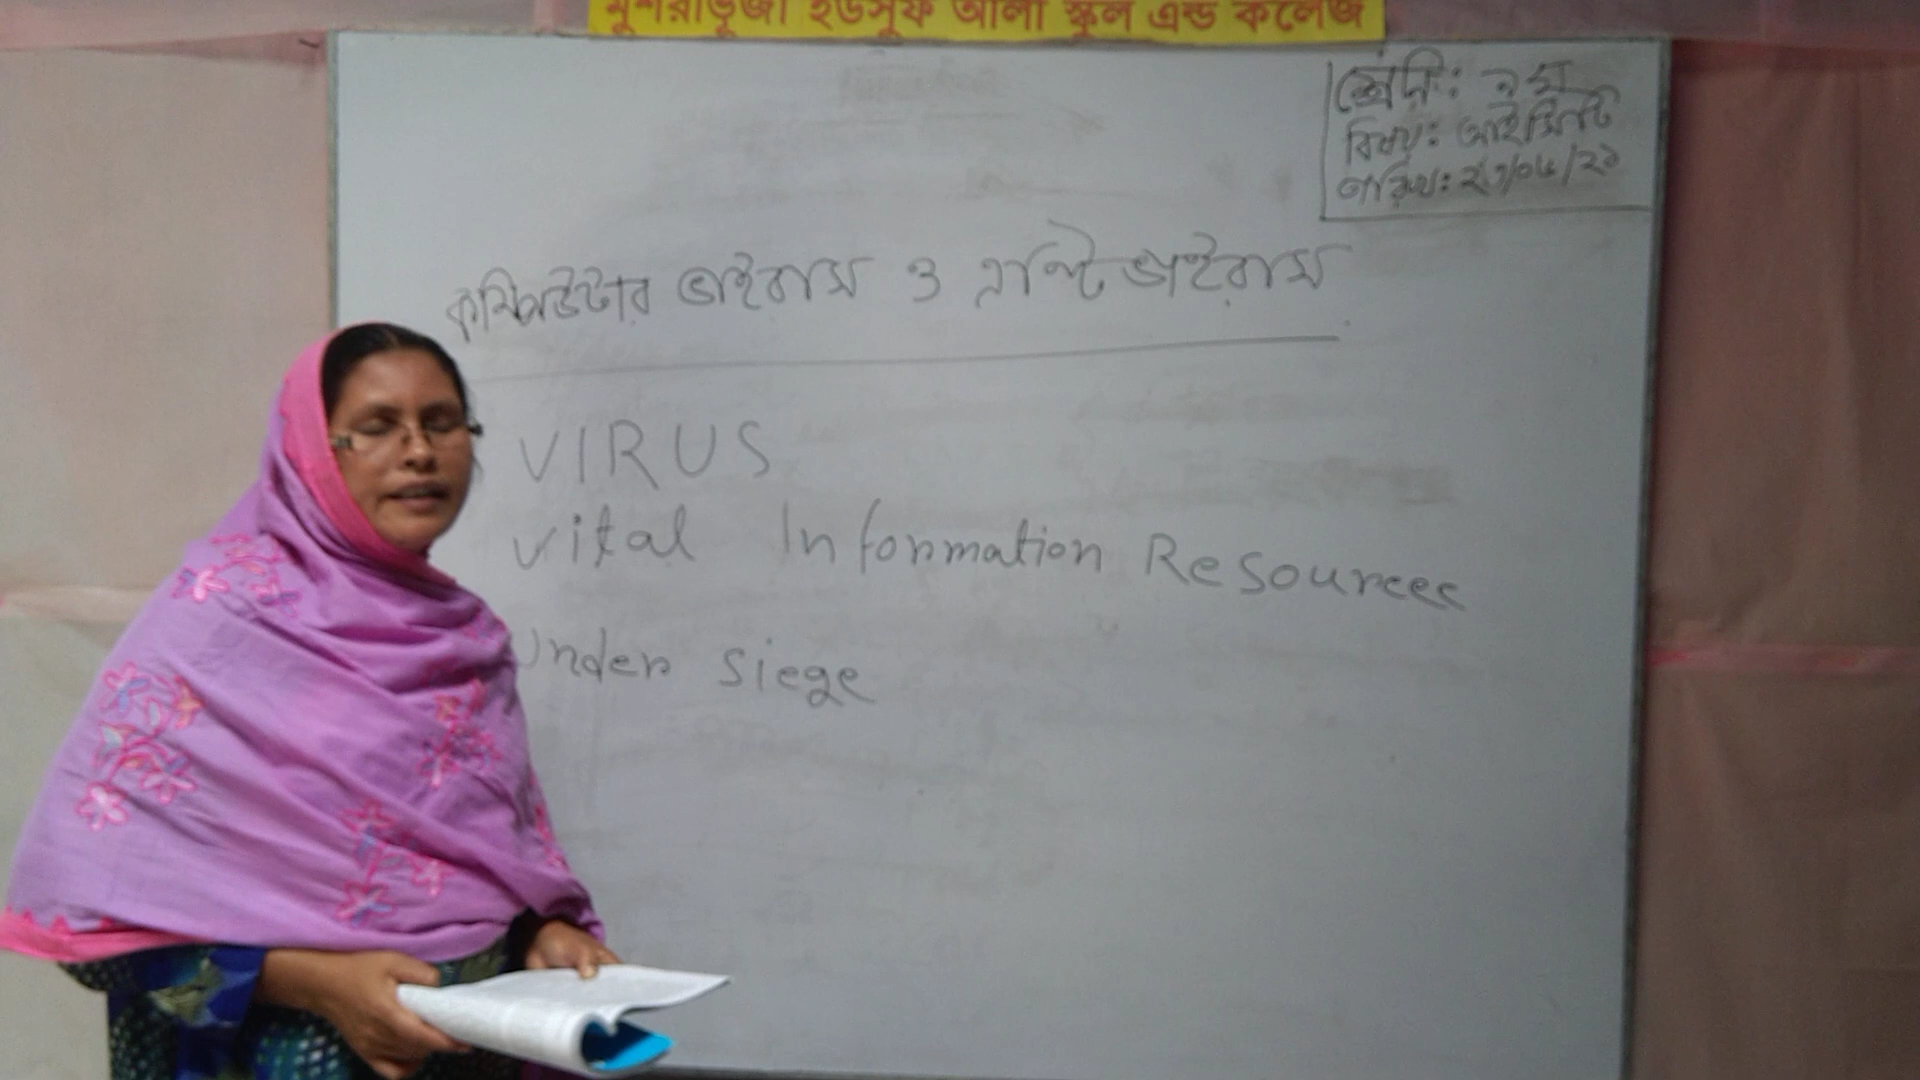 মুশরীভূজা ইউসুফ আলী স্কুল এন্ড কলেজ
শ্রেনি: ৯ম
বিষয়: আইসিটি
তারিখ: ২৭/০৬/২১
কম্পিউটার ভাইরাস ও এন্টিভাইরাস
VIRUS
Vital Information Resources
Under Siege